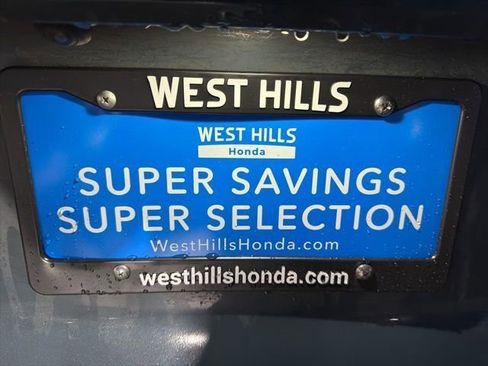 WEST HILLS
WEST HILLS
Honda
SUPER SAVINGS
SUPER SELECTION
WestHillsHonda.com
westhillshonda.com